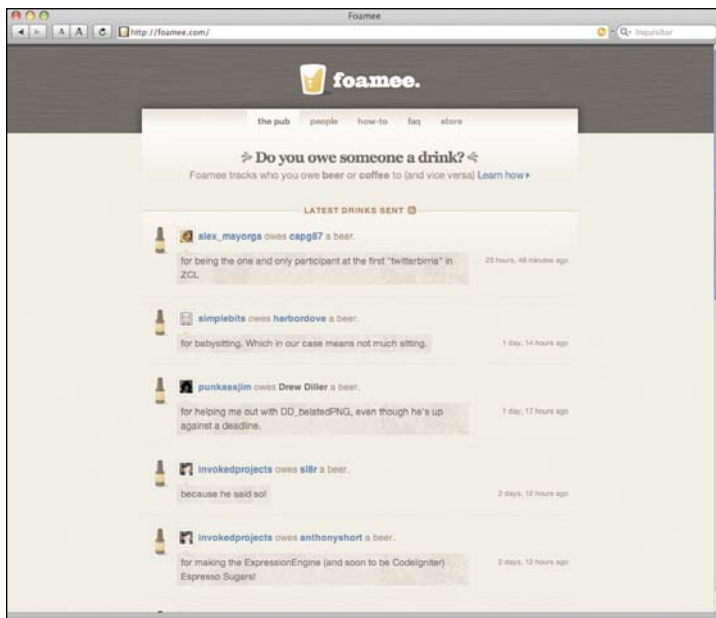 Foamee
A A http://foamee.com/ Inquisitor
foamee.
the pub people how-to faq store
Do you owe someone a drink?
Foamee tracks who you owe beer or coffee to (and vice versa) Learn how
LATEST DRINKS SENT
alex_mayorga owes capg87 a beer.
for being the one and only participant at the first "twitterbirria" in
ZCL
23 hours, 48 minutes ago
simplebits owes harbordove a beer.
for babysitting. Which in our case means not much sitting.
1 day, 14 hours ago
punkassjim owes Drew Diller a beer.
for helping me out with DD_belatedPNG, even though he's up
against a deadline.
1 day, 17 hours ago
invokedprojects owes sl8r a beer.
because he said so!
2 days, 12 hours ago
invokedprojects owes anthonyshort a beer.
for making the ExpressionEngine (and soon to be CodeIgniter)
Espresso Sugars!
2 days, 12 hours ago